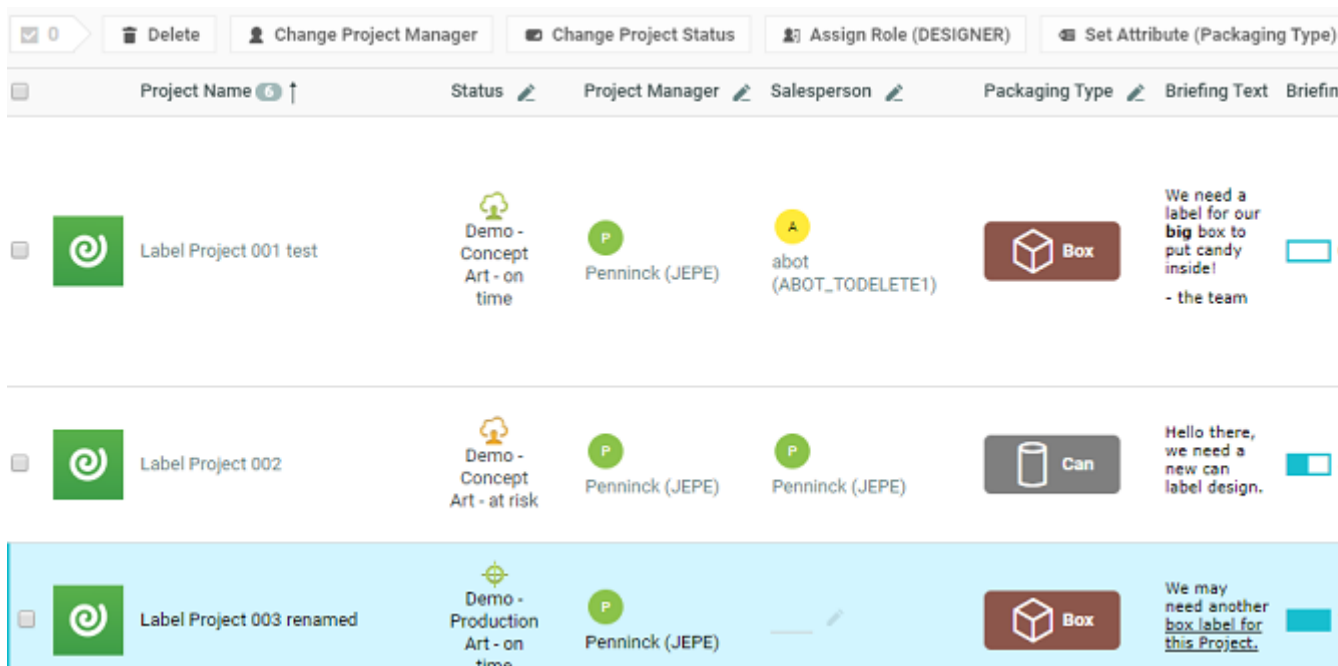 0 Delete Change Project Manager Change Project Status Assign Role (DESIGNER) Set Attribute (Packaging Type)
Project Name 6 ↑ Status Project Manager Salesperson Packaging Type Briefing Text Briefin
Label Project 001 test
Demo -
Concept
Art - on
time
P
Penninck (JEPE)
A
abot
(ABOT_TODELETE1)
Box
We need a
label for our
big box to
put candy
inside!
- the team
Label Project 002
Demo -
Concept
Art - at risk
P
Penninck (JEPE)
P
Penninck (JEPE)
Can
Hello there,
we need a
new can
label design.
Label Project 003 renamed
Demo -
Production
Art - on
time
P
Penninck (JEPE)
Box
We may
need another
box label for
this Project.